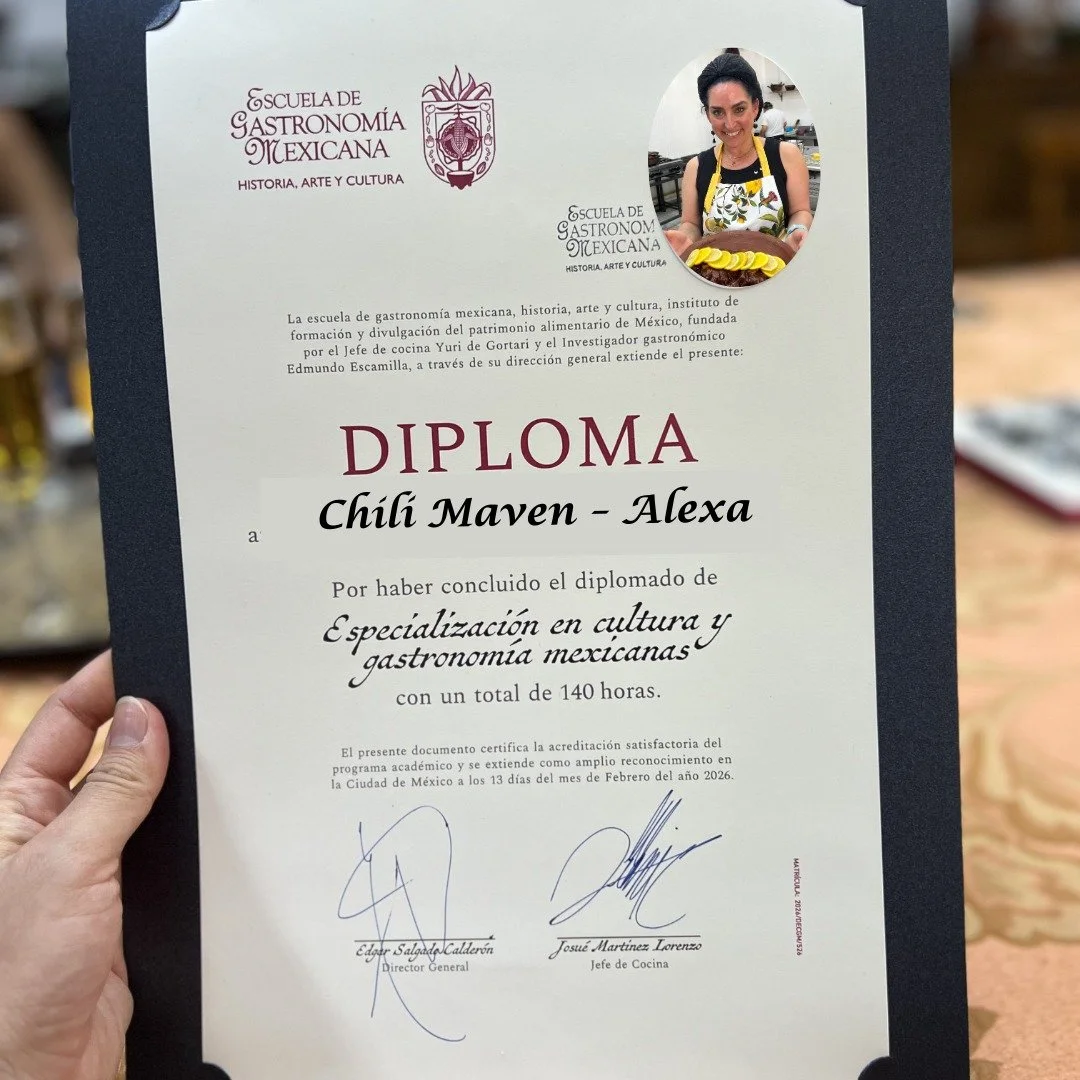 ESCUELA DE
GASTRONOMÍA
MEXICANA
HISTORIA, ARTE Y CULTURA
ESCUELA DE
GASTRONOM
MEXICANA
HISTORIA, ARTE Y CULTURA
La escuela de gastronomía mexicana, historia, arte y cultura, instituto de
formación y divulgación del patrimonio alimentario de México, fundada
por el Jefe de cocina Yuri de Gortari y el Investigador gastronómico
Edmundo Escamilla, a través de su dirección general extiende el presente:
DIPLOMA
Chili Maven – Alexa
a
Por haber concluido el diplomado de
Especialización en cultura y
gastronomía mexicanas
con un total de 140 horas.
El presente documento certifica la acreditación satisfactoria del
programa académico y se extiende como amplio reconocimiento en
la Ciudad de México a los 13 días del mes de Febrero del año 2026.
Edgar Salgado Calderón
Director General
Josué Martínez Lorenzo
Jefe de Cocina
MATRÍCULA: 2026/DECGM/526